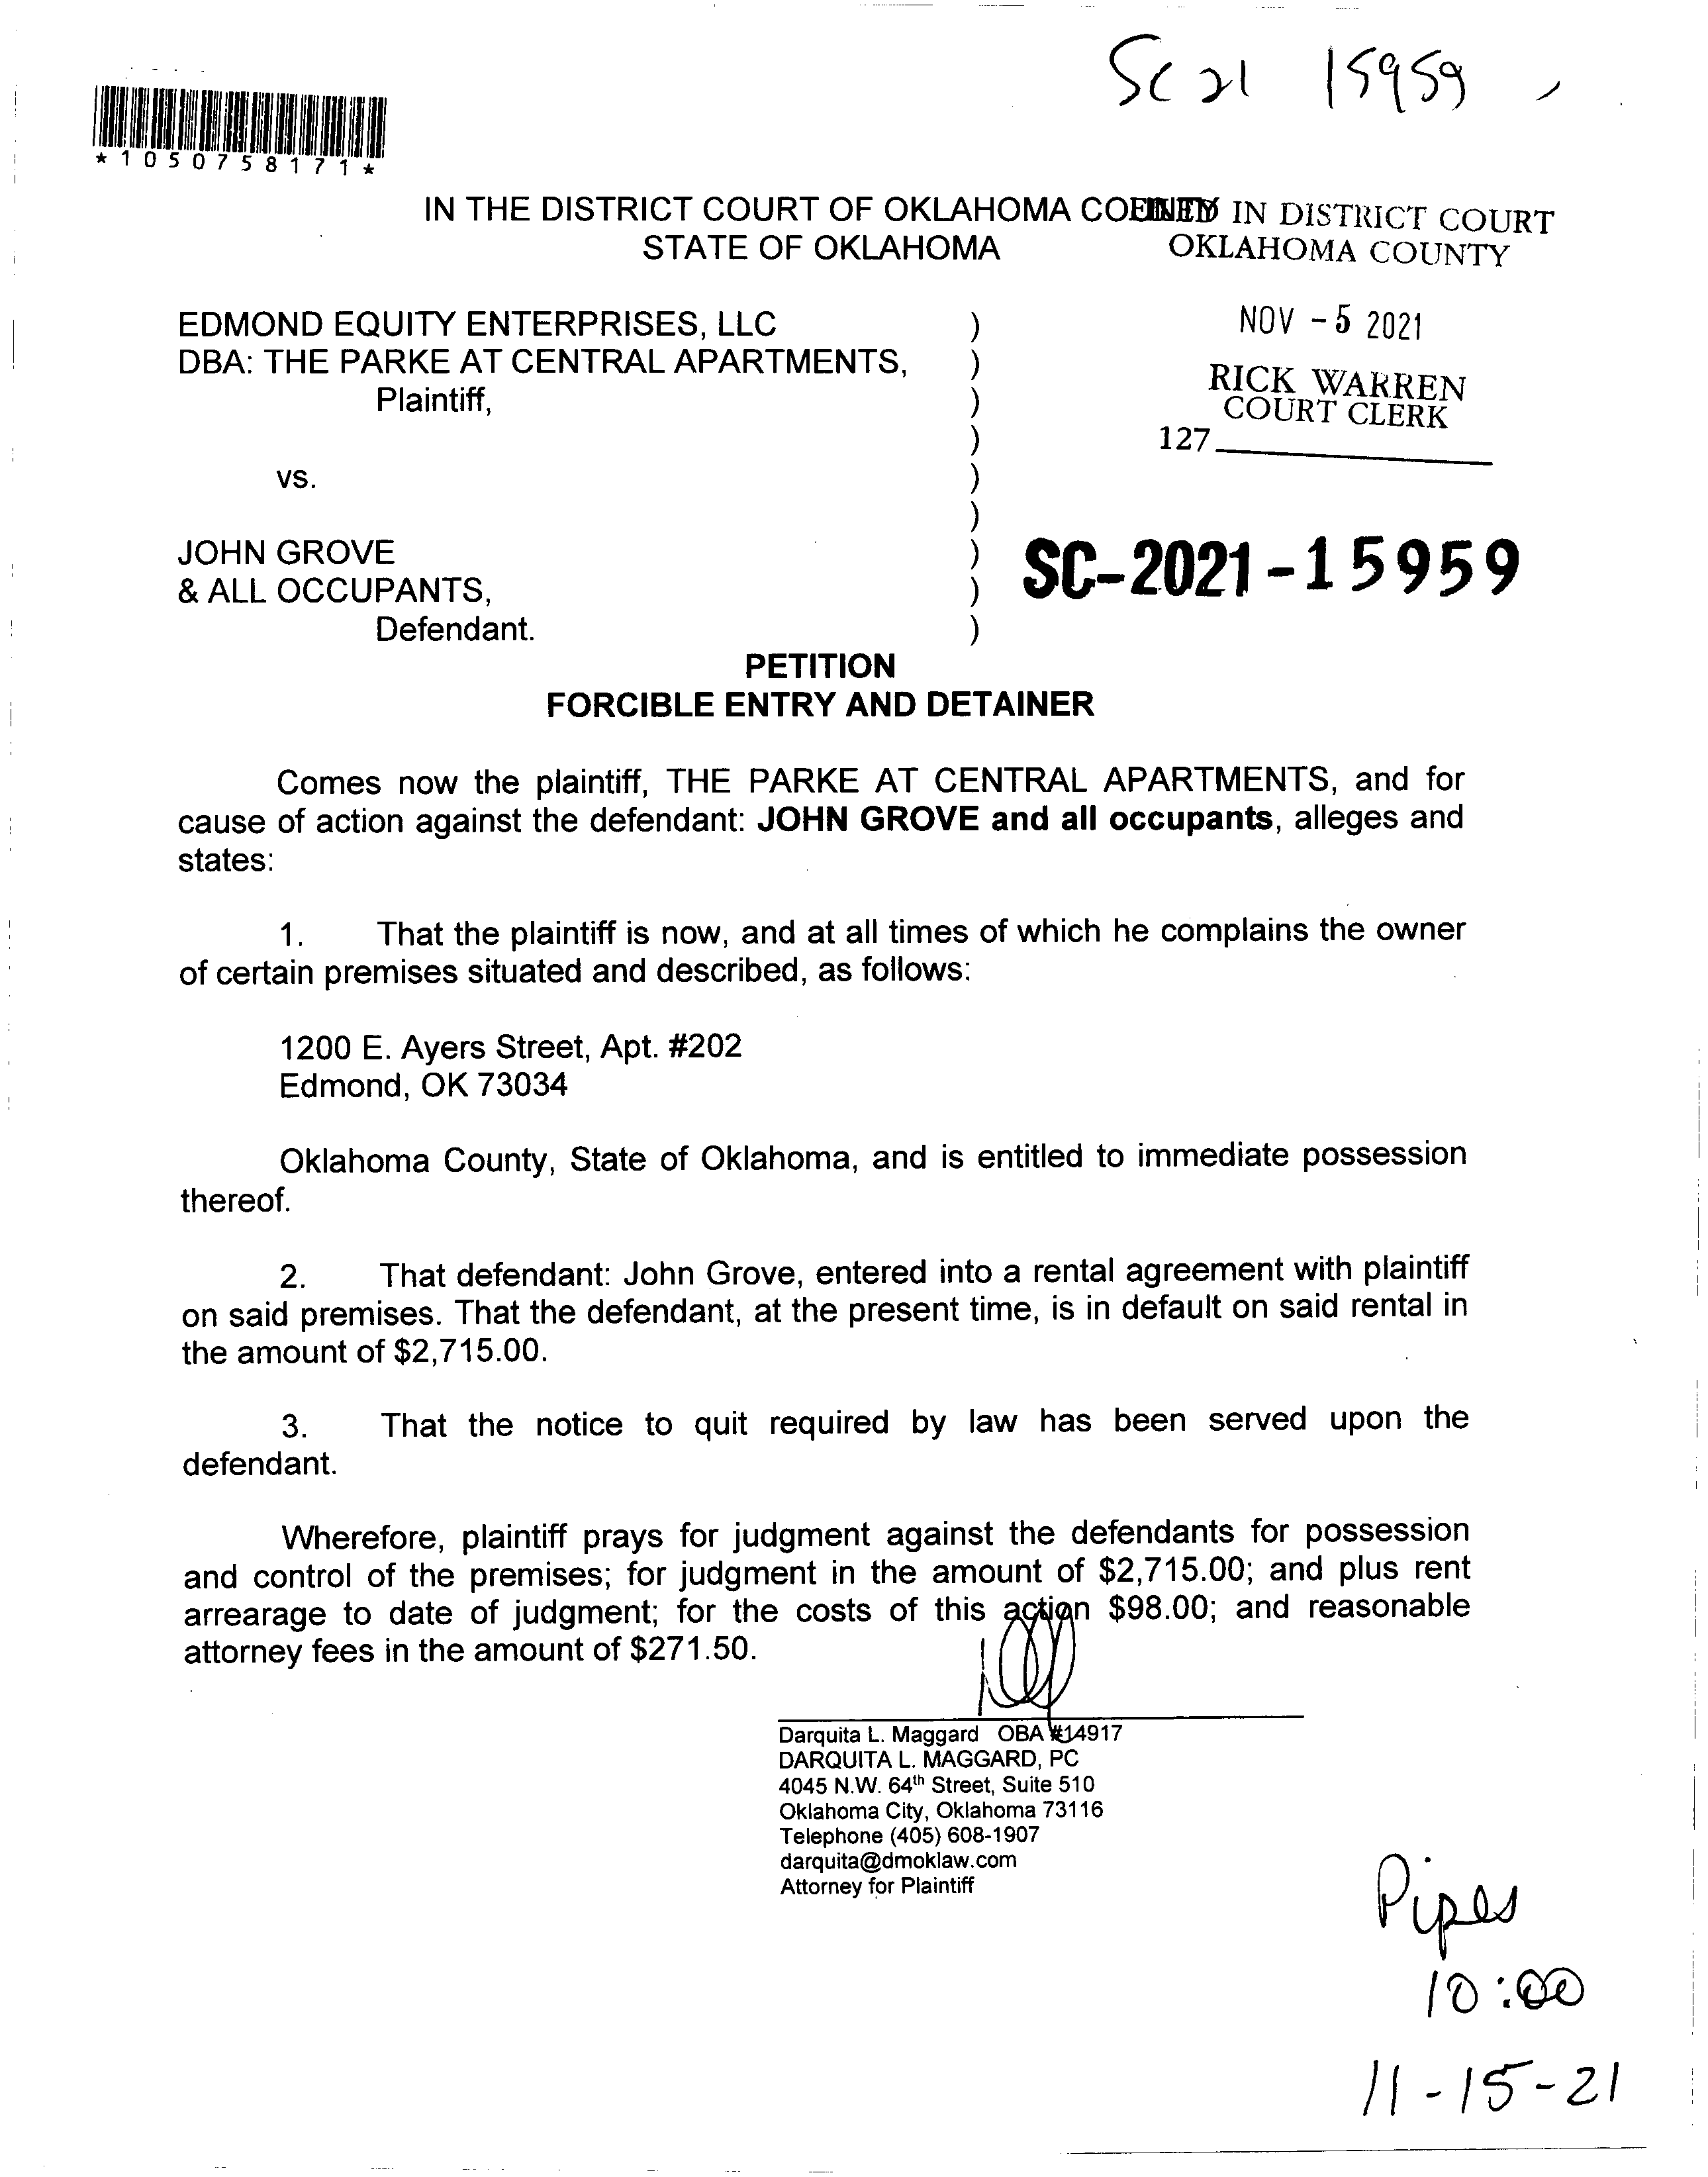 SC 21 15959
*1050758171*
IN THE DISTRICT COURT OF OKLAHOMA COUNTY
STATE OF OKLAHOMA
FILED IN DISTRICT COURT
OKLAHOMA COUNTY
NOV - 5 2021
RICK WARREN
COURT CLERK
127
EDMOND EQUITY ENTERPRISES, LLC )
DBA: THE PARKE AT CENTRAL APARTMENTS, )
Plaintiff, )
)
vs. )
)
JOHN GROVE )
& ALL OCCUPANTS, )
Defendant. )
SC-2021-15959
PETITION
FORCIBLE ENTRY AND DETAINER
Comes now the plaintiff, THE PARKE AT CENTRAL APARTMENTS, and for
cause of action against the defendant: JOHN GROVE and all occupants, alleges and
states:
1. That the plaintiff is now, and at all times of which he complains the owner
of certain premises situated and described, as follows:
1200 E. Ayers Street, Apt. #202
Edmond, OK 73034
Oklahoma County, State of Oklahoma, and is entitled to immediate possession
thereof.
2. That defendant: John Grove, entered into a rental agreement with plaintiff
on said premises. That the defendant, at the present time, is in default on said rental in
the amount of $2,715.00.
3. That the notice to quit required by law has been served upon the
defendant.
Wherefore, plaintiff prays for judgment against the defendants for possession
and control of the premises; for judgment in the amount of $2,715.00; and plus rent
arrearage to date of judgment; for the costs of this action $98.00; and reasonable
attorney fees in the amount of $271.50.
Darquita L. Maggard OBA #14917
DARQUITA L. MAGGARD, PC
4045 N.W. 64th Street, Suite 510
Oklahoma City, Oklahoma 73116
Telephone (405) 608-1907
darquita@dmoklaw.com
Attorney for Plaintiff
Pipes
10:00
11-15-21